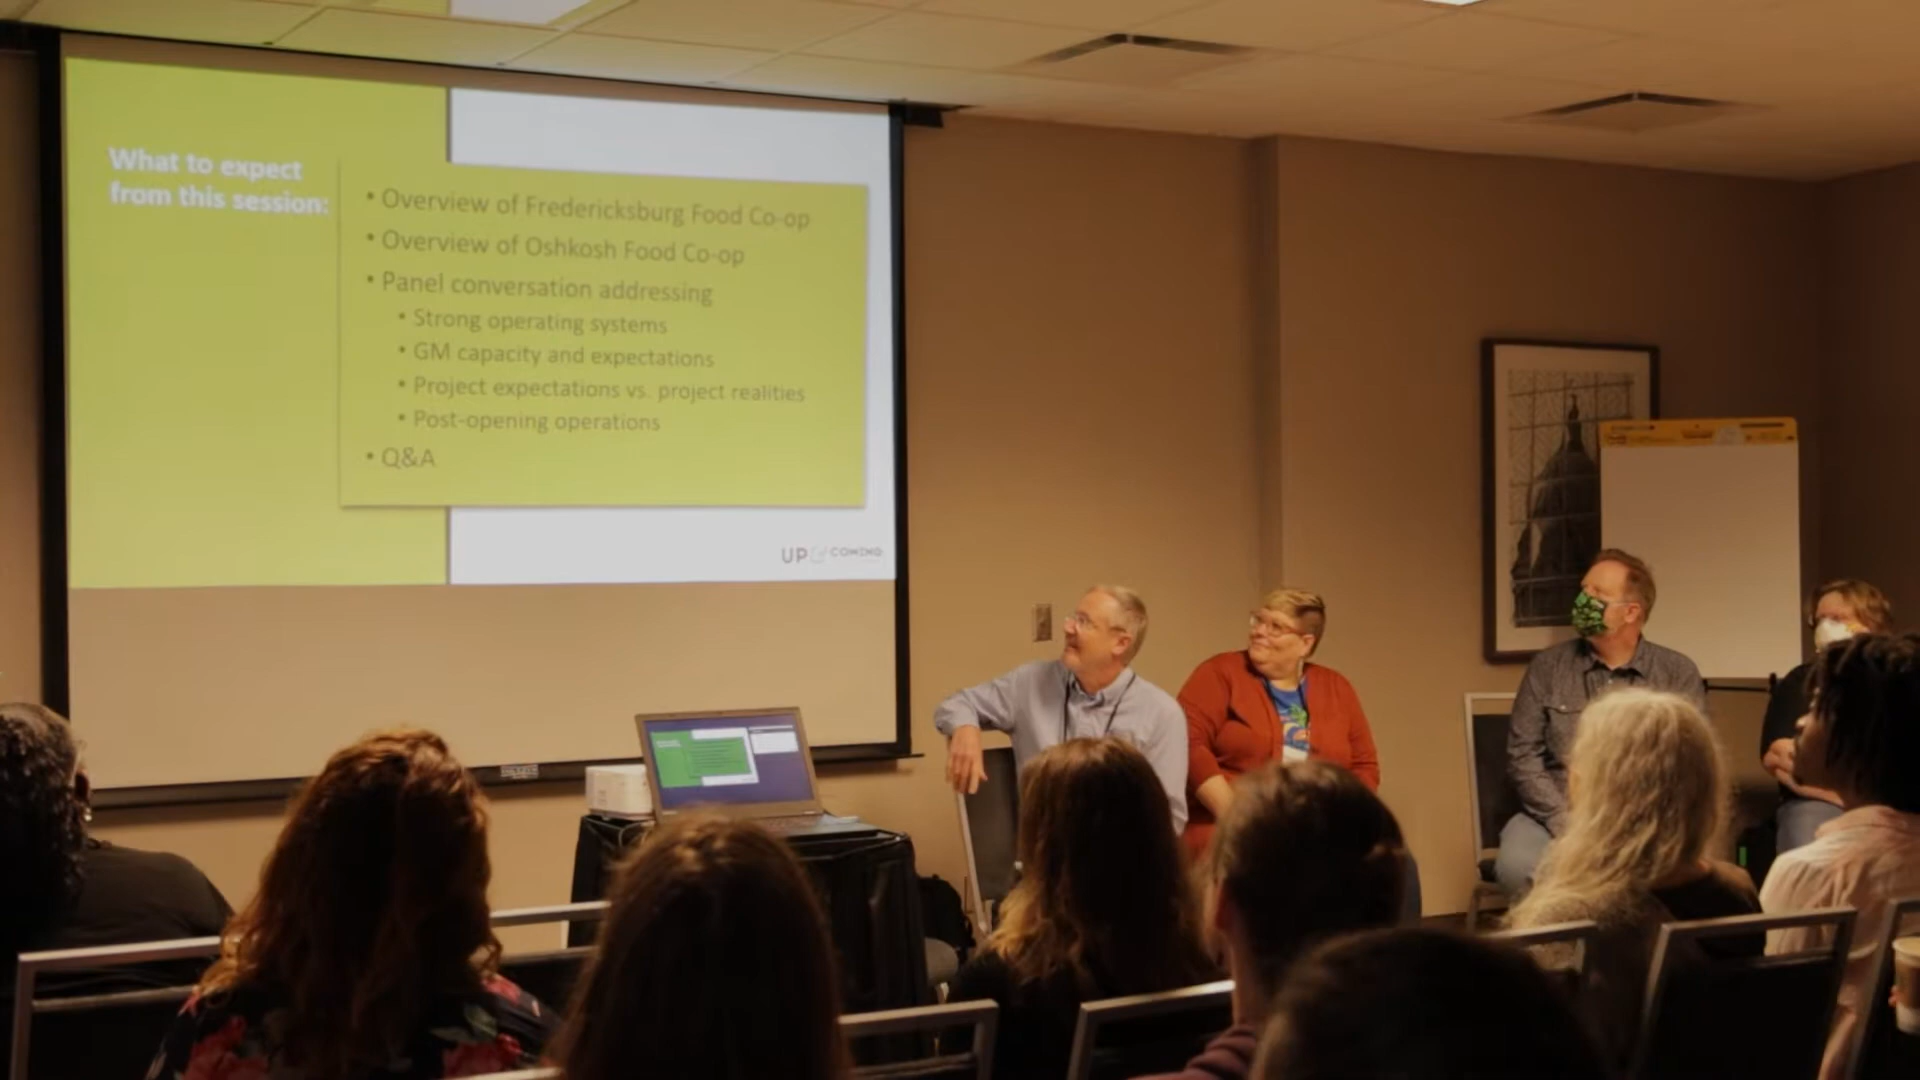 What to expect
from this session:
• Overview of Fredericksburg Food Co-op
• Overview of Oshkosh Food Co-op
• Panel conversation addressing
• Strong operating systems
• GM capacity and expectations
• Project expectations vs. project realities
• Post-opening operations
• Q&A
UP & COMING